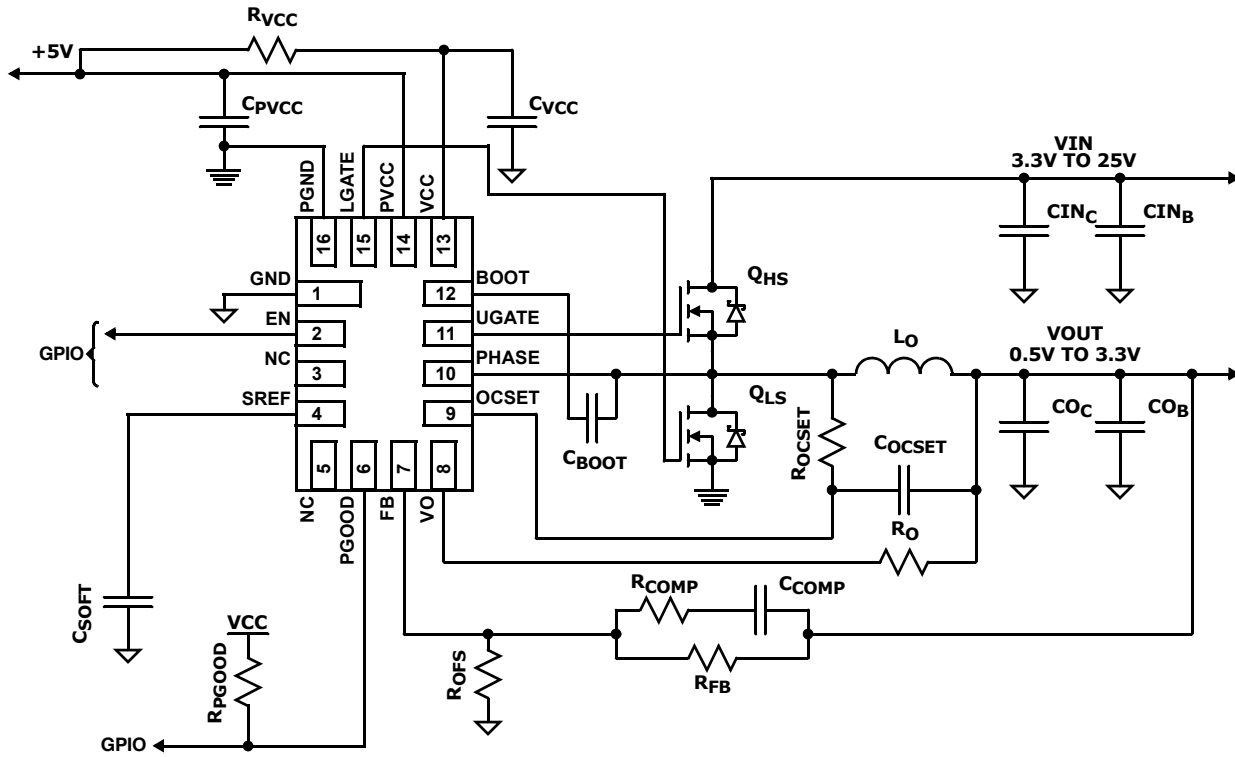 RVCC
+5V
CPVCC
CVCC
PGND
LGATE
PVCC
VCC
16
15
14
13
VIN
3.3V TO 25V
CINC
CINB
GND
1
BOOT
12
QHS
EN
2
UGATE
11
GPIO
NC
3
PHASE
10
LO
VOUT
0.5V TO 3.3V
SREF
4
OCSET
9
QLS
COC
COB
CBOOT
ROCSET
COCSET
5
6
7
8
NC
PGOOD
FB
VO
RO
CSOFT
RCOMP
CCOMP
VCC
RPGOOD
ROFS
RFB
GPIO